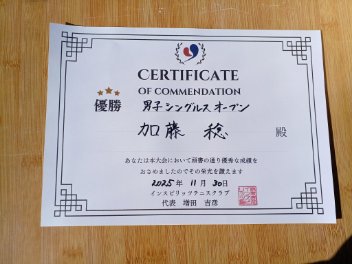 CERTIFICATE
OF COMMENDATION
優勝 男子シングルスオープン
加藤 稔 殿
あなたは本大会において頭書の通り優秀な成績を
おさめましたのでその栄光を讃えます
2025年 11月 30日
インスピリッツテニスクラブ
代表 増田 吉彦